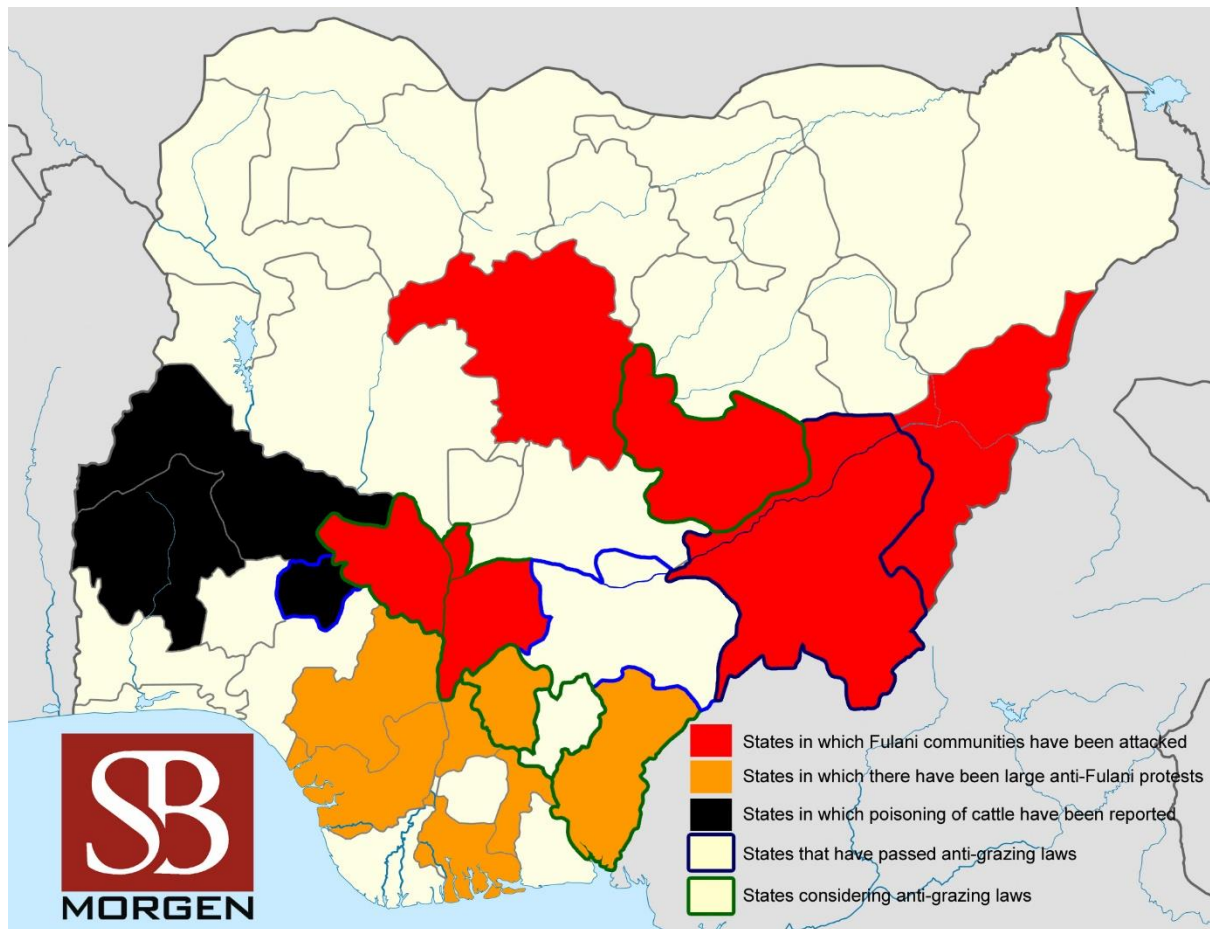 States in which Fulani communities have been attacked
States in which there have been large anti-Fulani protests
States in which poisoning of cattle have been reported
States that have passed anti-grazing laws
States considering anti-grazing laws
SB
MORGEN